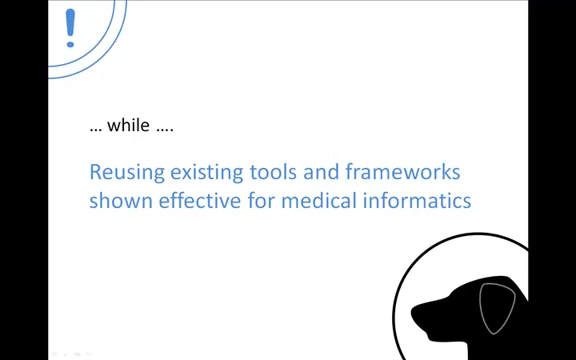 !
… while ….
Reusing existing tools and frameworks
shown effective for medical informatics